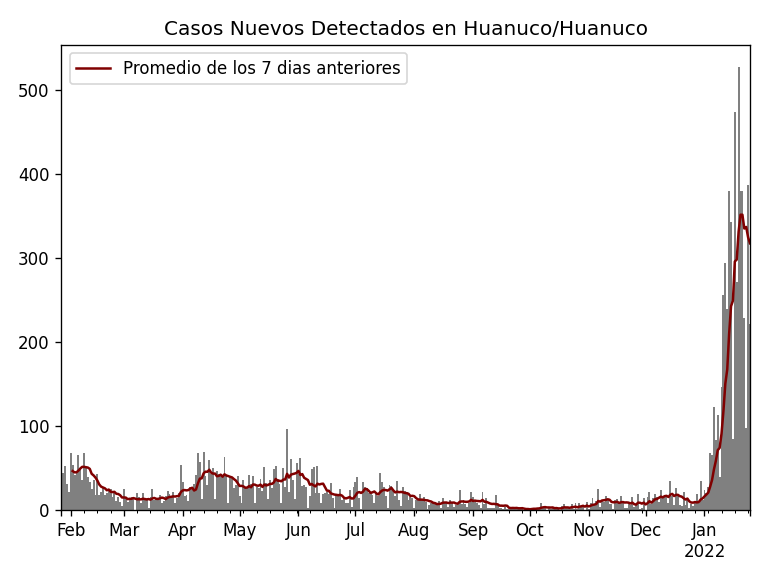 Casos Nuevos Detectados en Huanuco/Huanuco
Promedio de los 7 dias anteriores
500
400
300
200
100
0
Feb Mar Apr May Jun Jul Aug Sep Oct Nov Dec Jan
2022